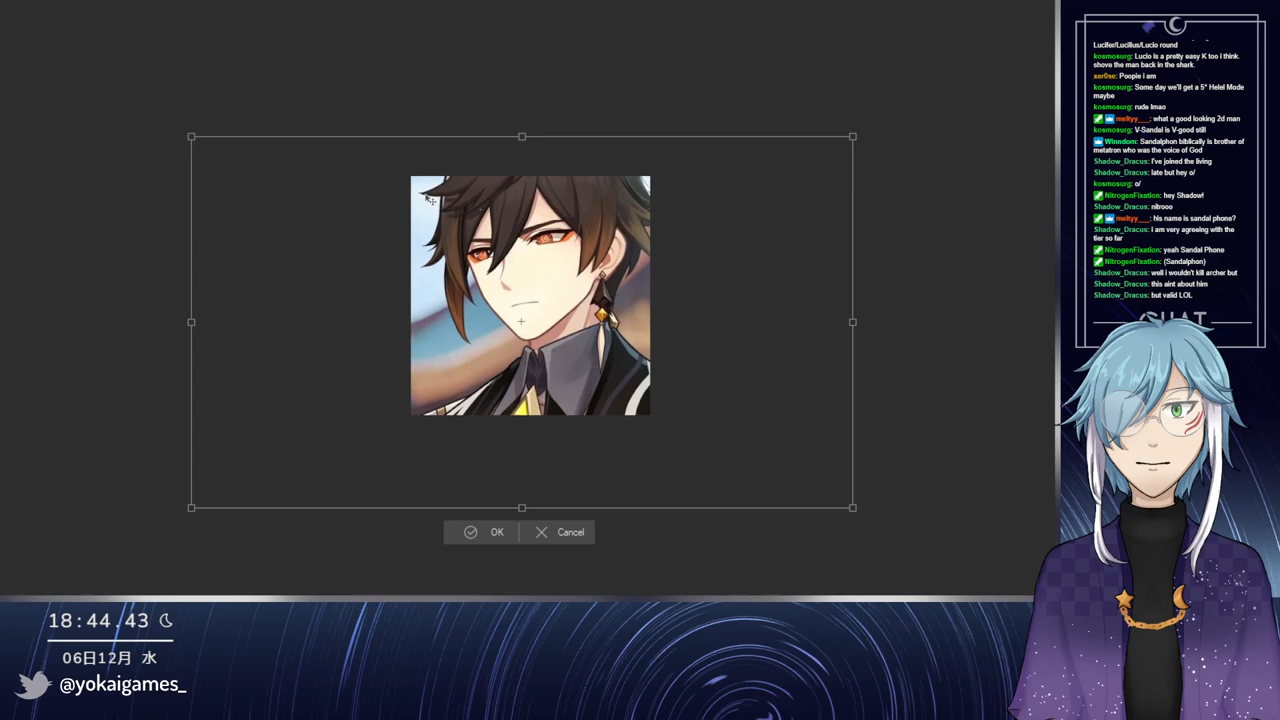 Lucifer/Lucilius/Lucio round
kosmosurg: Lucio is a pretty easy K too i think.
shove the man back in the shark.
xer0se: Poopie i am
kosmosurg: Some day we'll get a 5* Helel Mode
maybe
kosmosurg: rude lmao
meltyy___: what a good looking 2d man
kosmosurg: V-Sandal is V-good still
Winndom: Sandalphon biblically is brother of
metatron who was the voice of God
Shadow_Dracus: I've joined the living
Shadow_Dracus: late but hey o/
kosmosurg: o/
NitrogenFixation: hey Shadow!
Shadow_Dracus: nitrooo
meltyy___: his name is sandal phone?
Shadow_Dracus: I am very agreeing with the
tier so far
NitrogenFixation: yeah Sandal Phone
NitrogenFixation: (Sandalphon)
Shadow_Dracus: well i wouldn't kill archer but
Shadow_Dracus: this aint about him
Shadow_Dracus: but valid LOL
CHAT
OK
Cancel
18:44.43
06日12月 水
@yokaigames_